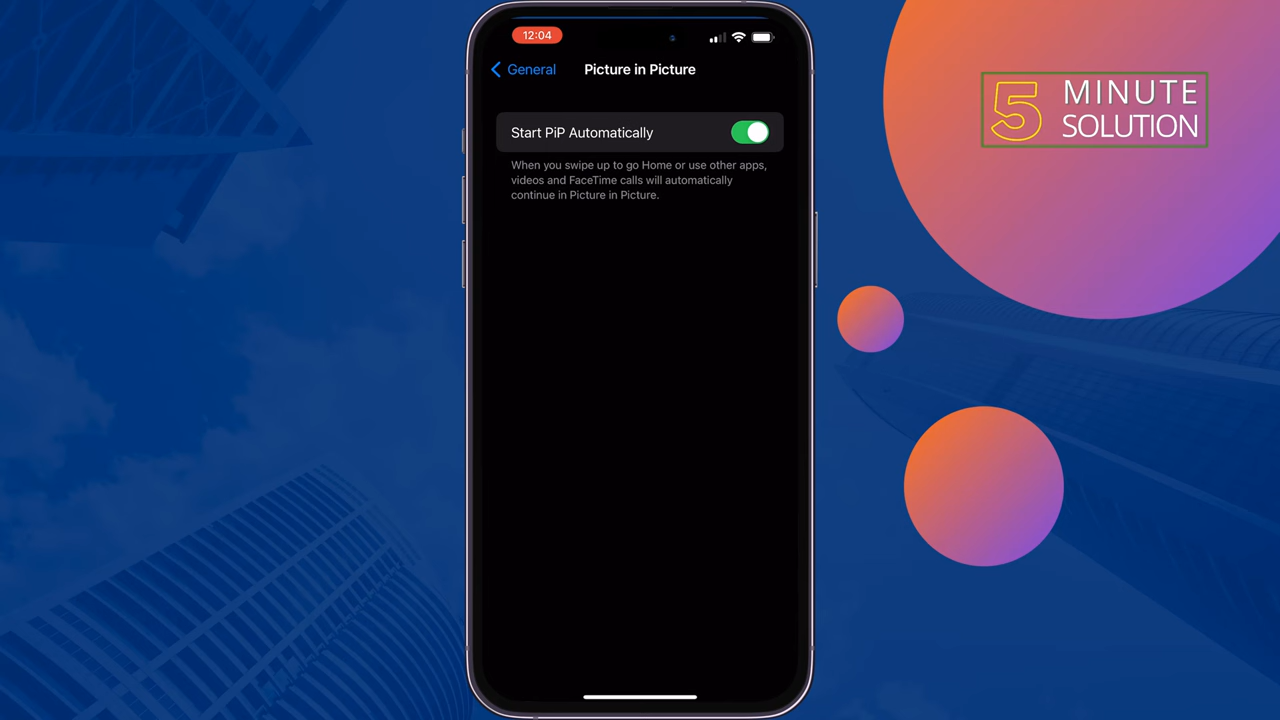 12:04
General
Picture in Picture
Start PiP Automatically
When you swipe up to go Home or use other apps,
videos and FaceTime calls will automatically
continue in Picture in Picture.
5 MINUTE
SOLUTION